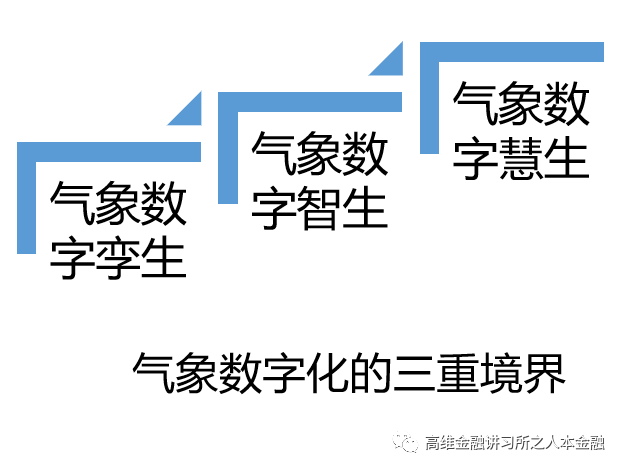 气象数
字孪生
气象数
字智生
气象数
字慧生
气象数字化的三重境界
高维金融讲习所之人本金融